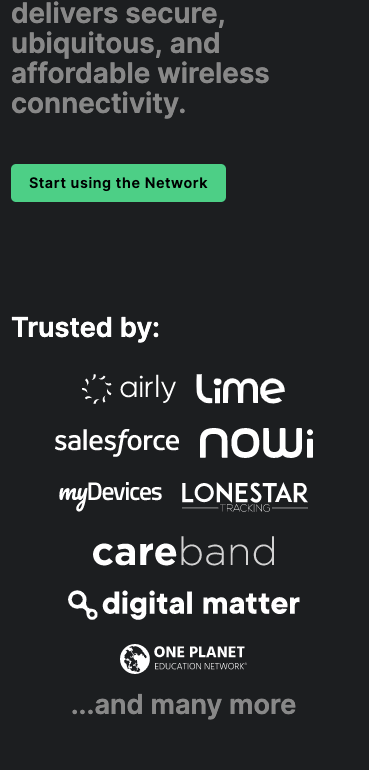 delivers secure,
ubiquitous, and
affordable wireless
connectivity.
Start using the Network
Trusted by:
airly Lime
salesforce nowi
myDevices LONESTAR
TRACKING
careband
digital matter
ONE PLANET
EDUCATION NETWORK
...and many more